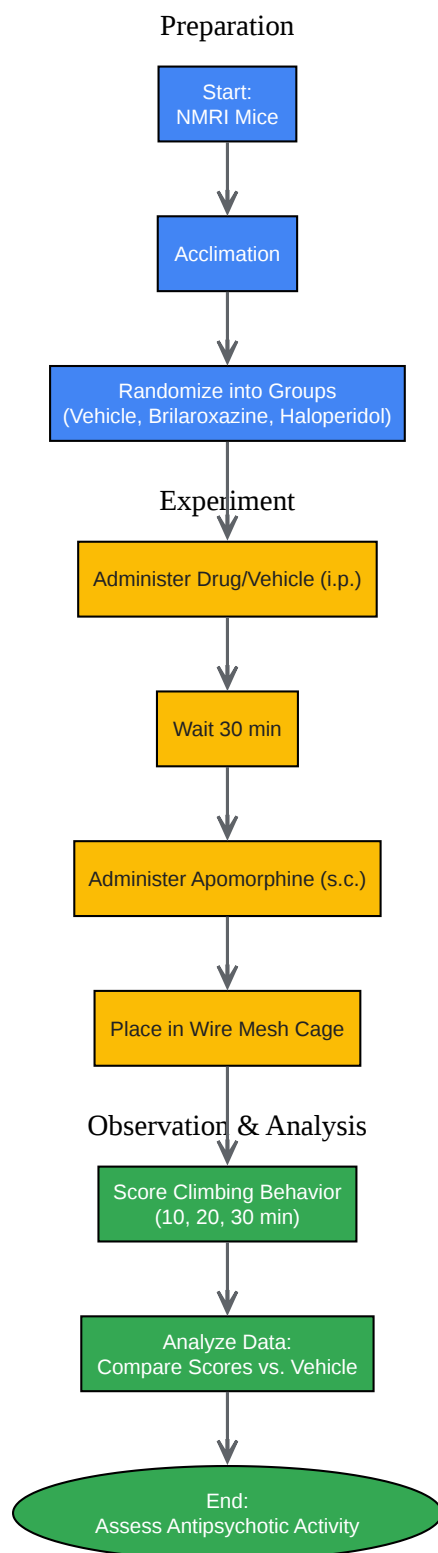 Preparation
Start:
NMRI Mice
Acclimation
Randomize into Groups
(Vehicle, Brilaroxazine, Haloperidol)
Experiment
Administer Drug/Vehicle (i.p.)
Wait 30 min
Administer Apomorphine (s.c.)
Place in Wire Mesh Cage
Observation & Analysis
Score Climbing Behavior
(10, 20, 30 min)
Analyze Data:
Compare Scores vs. Vehicle
End:
Assess Antipsychotic Activity